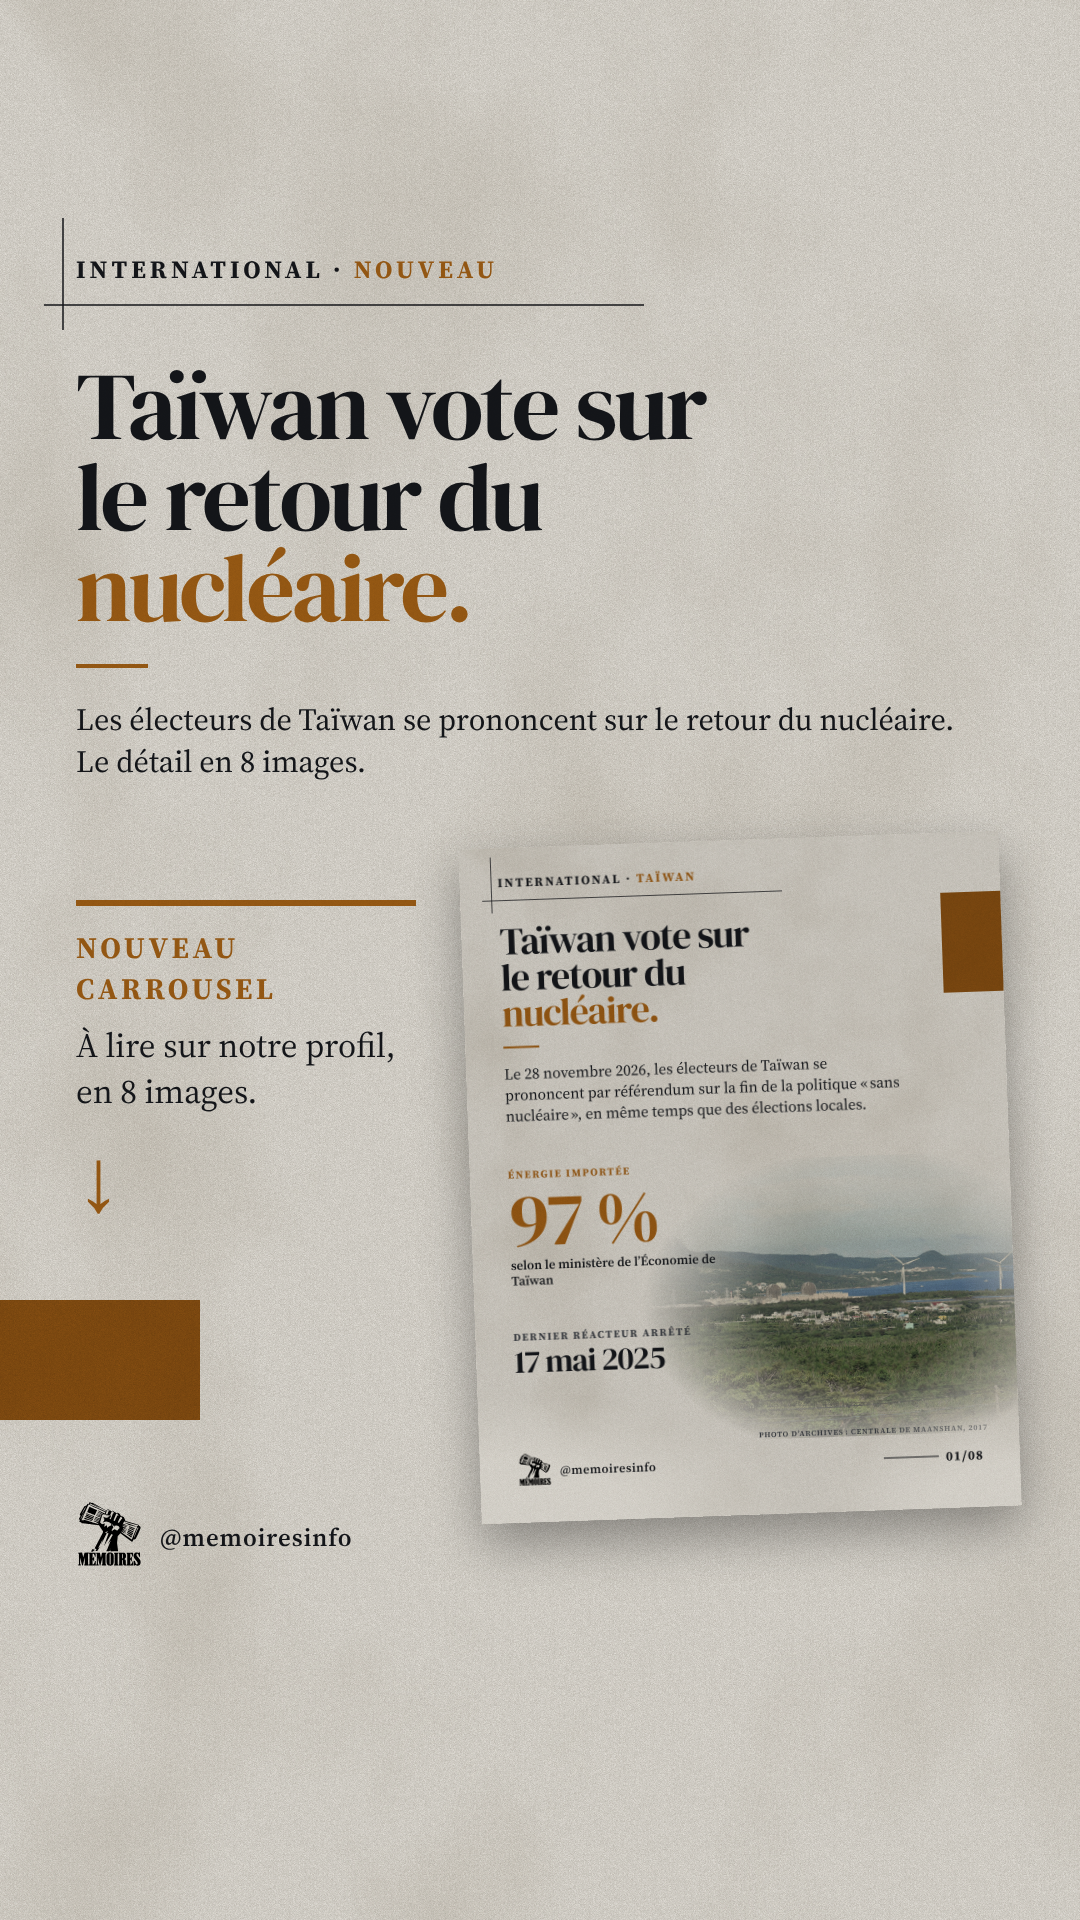 INTERNATIONAL · NOUVEAU
Taïwan vote sur
le retour du
nucléaire.
Les électeurs de Taïwan se prononcent sur le retour du nucléaire.
Le détail en 8 images.
NOUVEAU
CARROUSEL
À lire sur notre profil,
en 8 images.
↓
MÉMOIRES
@memoiresinfo
INTERNATIONAL · TAÏWAN
Taïwan vote sur
le retour du
nucléaire.
Le 28 novembre 2026, les électeurs de Taïwan se
prononcent par référendum sur la fin de la politique « sans
nucléaire », en même temps que des élections locales.
ÉNERGIE IMPORTÉE
97 %
selon le ministère de l'Économie de
Taïwan
DERNIER RÉACTEUR ARRÊTÉ
17 mai 2025
PHOTO D'ARCHIVES : CENTRALE DE MAANSHAN, 2017
MÉMOIRES
@memoiresinfo
01/08